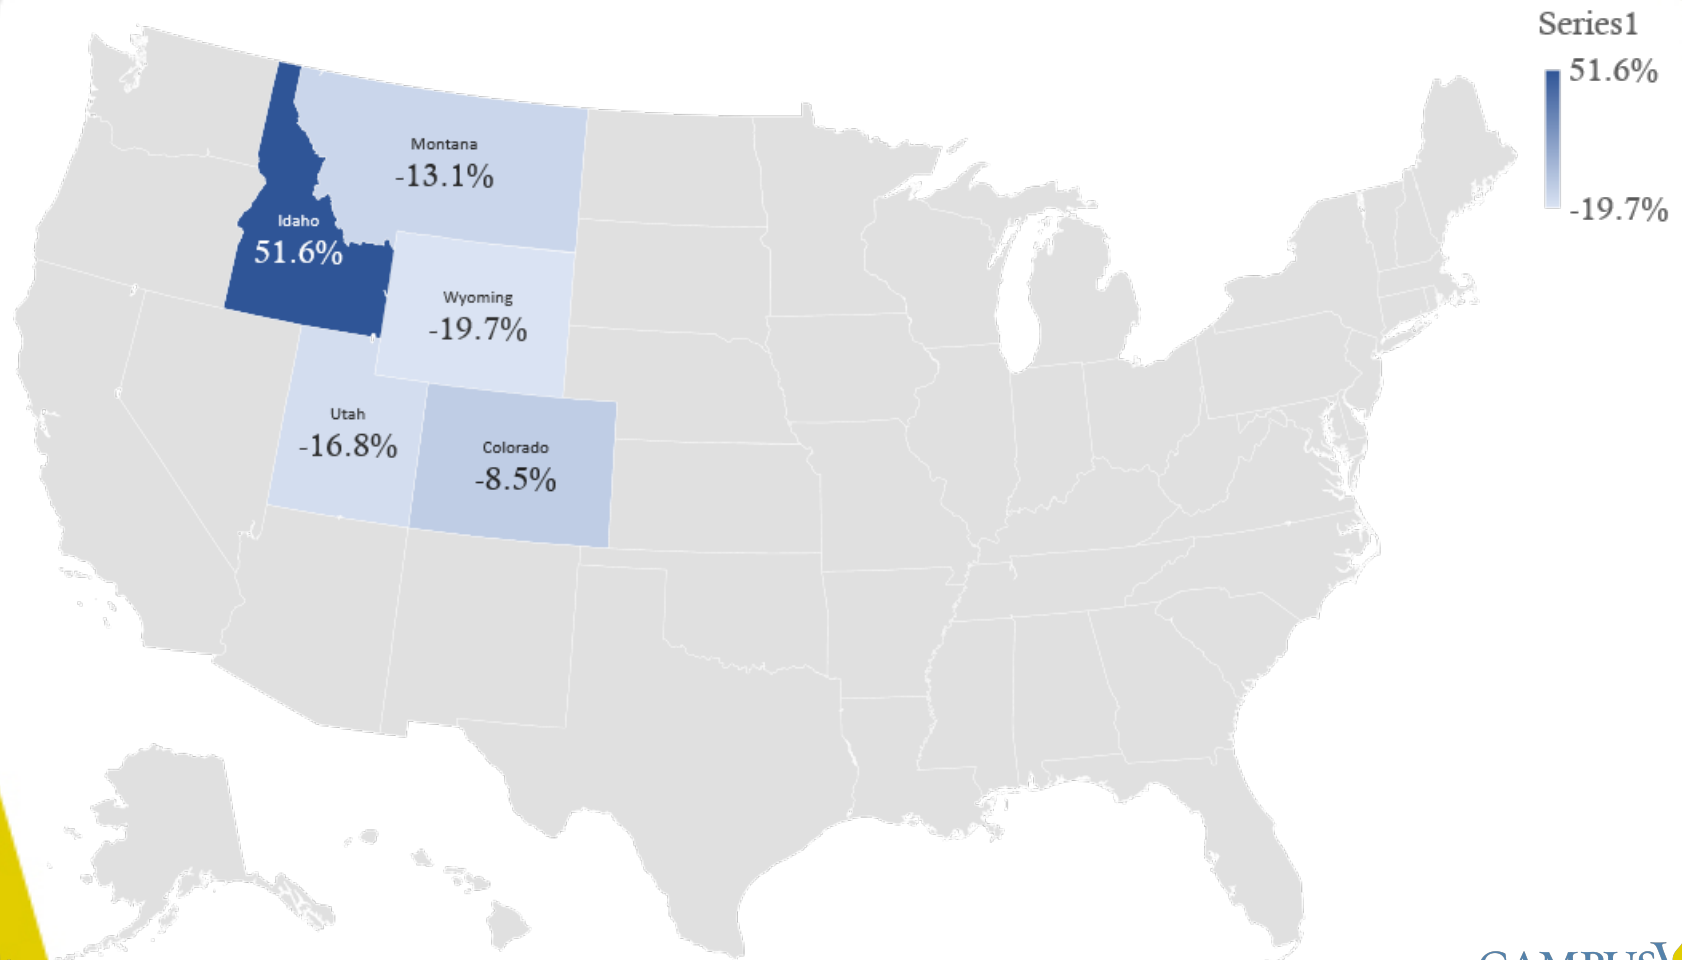 Series1
51.6%
-19.7%
Montana
-13.1%
Idaho
51.6%
Wyoming
-19.7%
Utah
-16.8%
Colorado
-8.5%